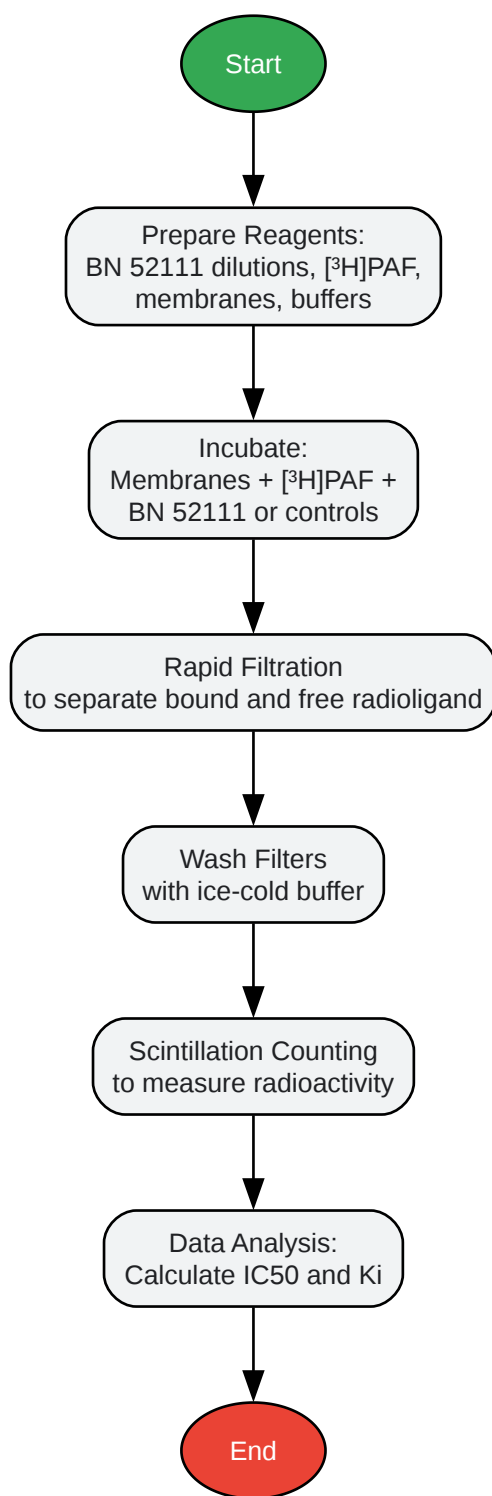 Start
Prepare Reagents:
BN 52111 dilutions, [³H]PAF,
membranes, buffers
Incubate:
Membranes + [³H]PAF +
BN 52111 or controls
Rapid Filtration
to separate bound and free radioligand
Wash Filters
with ice-cold buffer
Scintillation Counting
to measure radioactivity
Data Analysis:
Calculate IC50 and Ki
End